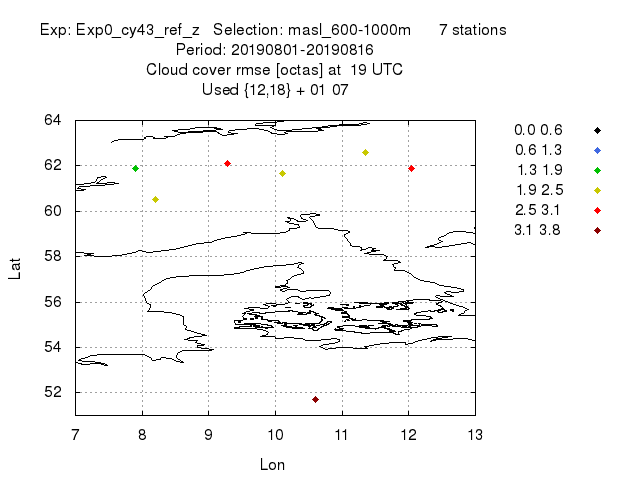 Exp: Exp0_cy43_ref_z   Selection: masl_600-1000m      7 stations
Period: 20190801-20190816
Cloud cover rmse [octas] at  19 UTC
Used {12,18} + 01 07
64
62
60
58
56
54
52
Lat
7 8 9 10 11 12 13
Lon
0.0 0.6
0.6 1.3
1.3 1.9
1.9 2.5
2.5 3.1
3.1 3.8